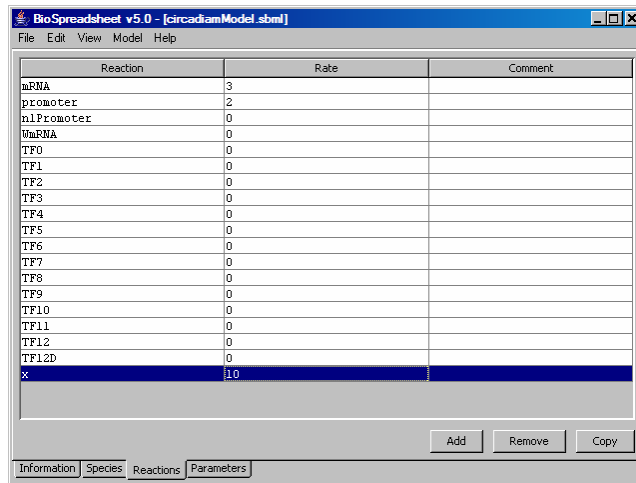 BioSpreadsheet v5.0 - [circadiamModel.sbml]
File Edit View Model Help
Reaction Rate Comment
mRNA 3
promoter 2
nlPromoter 0
WmRNA 0
TF0 0
TF1 0
TF2 0
TF3 0
TF4 0
TF5 0
TF6 0
TF7 0
TF8 0
TF9 0
TF10 0
TF11 0
TF12 0
TF12D 0
x 10
Add Remove Copy
Information Species Reactions Parameters